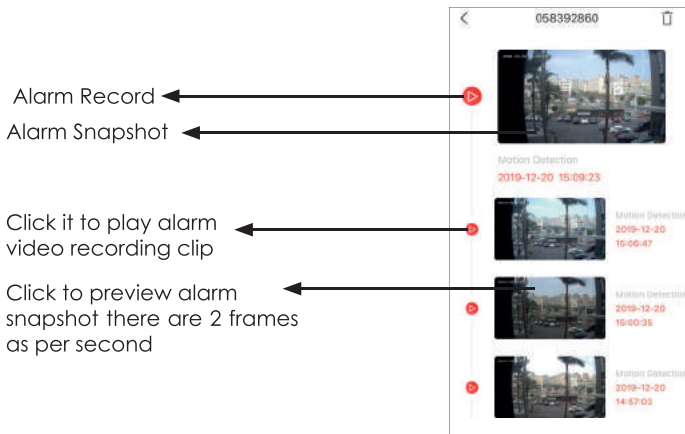 058392860
Alarm Record
Alarm Snapshot
Motion Detection
2019-12-20 15:09:23
Click it to play alarm
video recording clip
Motion Detection
2019-12-20
15:06:47
Click to preview alarm
snapshot there are 2 frames
as per second
Motion Detection
2019-12-20
15:00:35
Motion Detection
2019-12-20
14:57:03